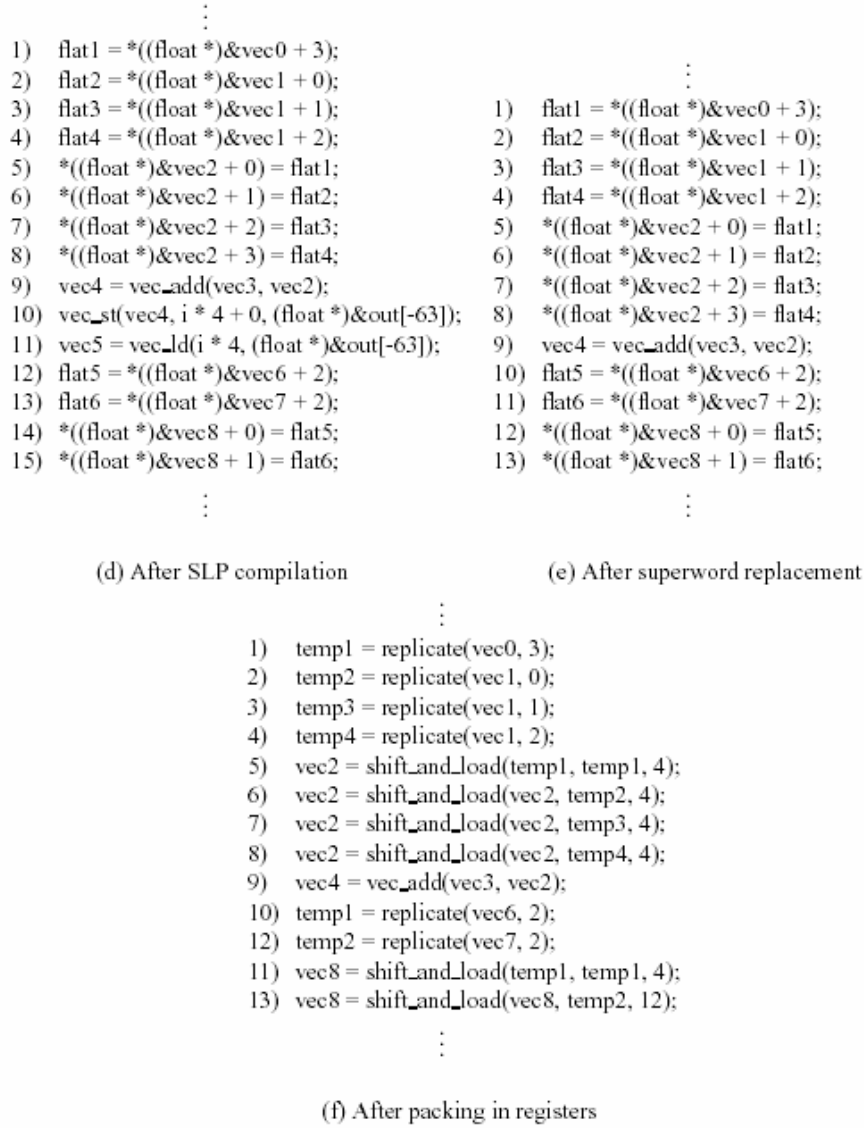 1) flat1 = *((float *)&vec0 + 3);
2) flat2 = *((float *)&vec1 + 0);
3) flat3 = *((float *)&vec1 + 1);
4) flat4 = *((float *)&vec1 + 2);
5) *((float *)&vec2 + 0) = flat1;
6) *((float *)&vec2 + 1) = flat2;
7) *((float *)&vec2 + 2) = flat3;
8) *((float *)&vec2 + 3) = flat4;
9) vec4 = vec_add(vec3, vec2);
10) vec_st(vec4, i * 4 + 0, (float *)&out[-63]);
11) vec5 = vec_ld(i * 4, (float *)&out[-63]);
12) flat5 = *((float *)&vec6 + 2);
13) flat6 = *((float *)&vec7 + 2);
14) *((float *)&vec8 + 0) = flat5;
15) *((float *)&vec8 + 1) = flat6;
(d) After SLP compilation
1) flat1 = *((float *)&vec0 + 3);
2) flat2 = *((float *)&vec1 + 0);
3) flat3 = *((float *)&vec1 + 1);
4) flat4 = *((float *)&vec1 + 2);
5) *((float *)&vec2 + 0) = flat1;
6) *((float *)&vec2 + 1) = flat2;
7) *((float *)&vec2 + 2) = flat3;
8) *((float *)&vec2 + 3) = flat4;
9) vec4 = vec_add(vec3, vec2);
10) flat5 = *((float *)&vec6 + 2);
11) flat6 = *((float *)&vec7 + 2);
12) *((float *)&vec8 + 0) = flat5;
13) *((float *)&vec8 + 1) = flat6;
(e) After superword replacement
1) temp1 = replicate(vec0, 3);
2) temp2 = replicate(vec1, 0);
3) temp3 = replicate(vec1, 1);
4) temp4 = replicate(vec1, 2);
5) vec2 = shift_and_load(temp1, temp1, 4);
6) vec2 = shift_and_load(vec2, temp2, 4);
7) vec2 = shift_and_load(vec2, temp3, 4);
8) vec2 = shift_and_load(vec2, temp4, 4);
9) vec4 = vec_add(vec3, vec2);
10) temp1 = replicate(vec6, 2);
12) temp2 = replicate(vec7, 2);
11) vec8 = shift_and_load(temp1, temp1, 4);
13) vec8 = shift_and_load(vec8, temp2, 12);
(f) After packing in registers